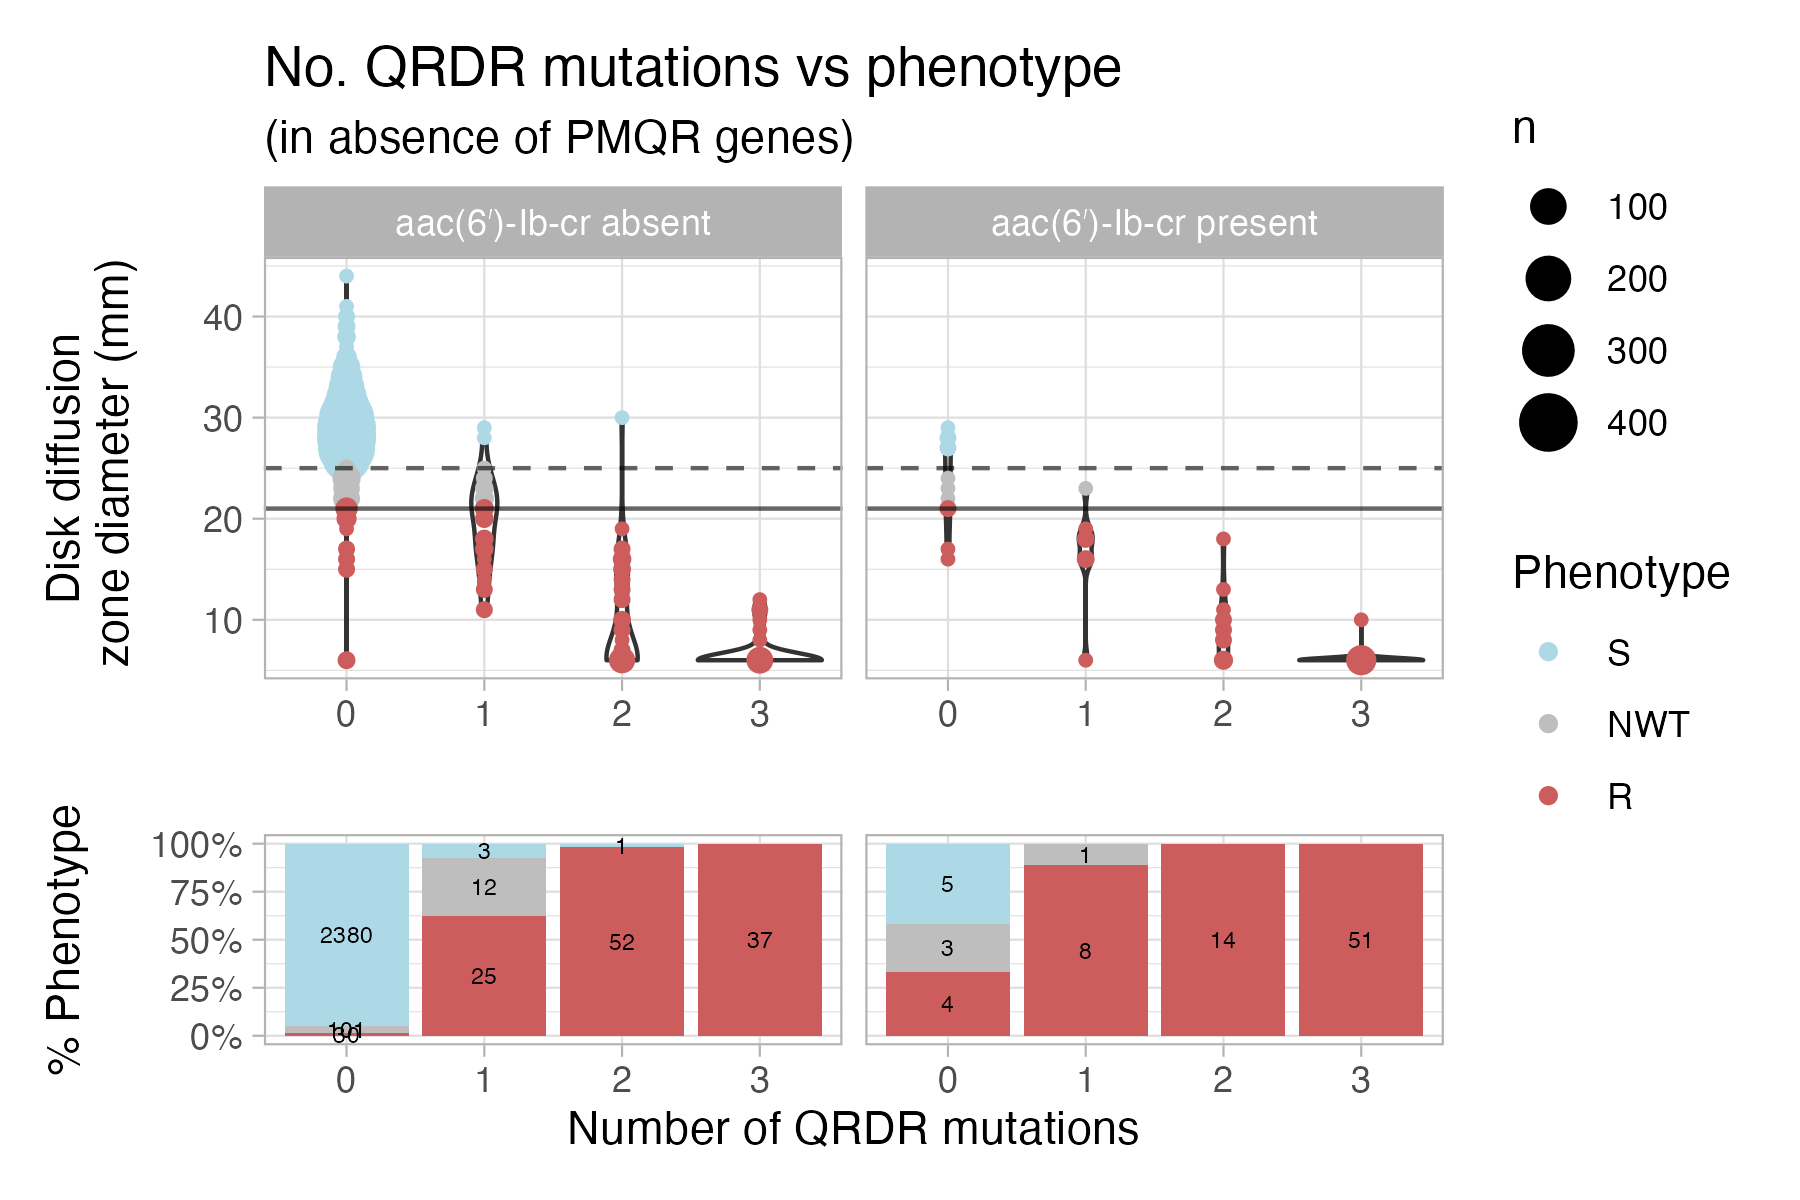 No. QRDR mutations vs phenotype
(in absence of PMQR genes)
aac(6′)-Ib-cr absent
aac(6′)-Ib-cr present
Disk diffusion
zone diameter (mm)
40
30
20
10
0 1 2 3
0 1 2 3
% Phenotype
100%
75%
50%
25%
0%
2380
101
30
3
12
25
1
52
37
5
3
4
1
8
14
51
0 1 2 3
0 1 2 3
Number of QRDR mutations
n
100
200
300
400
Phenotype
S
NWT
R